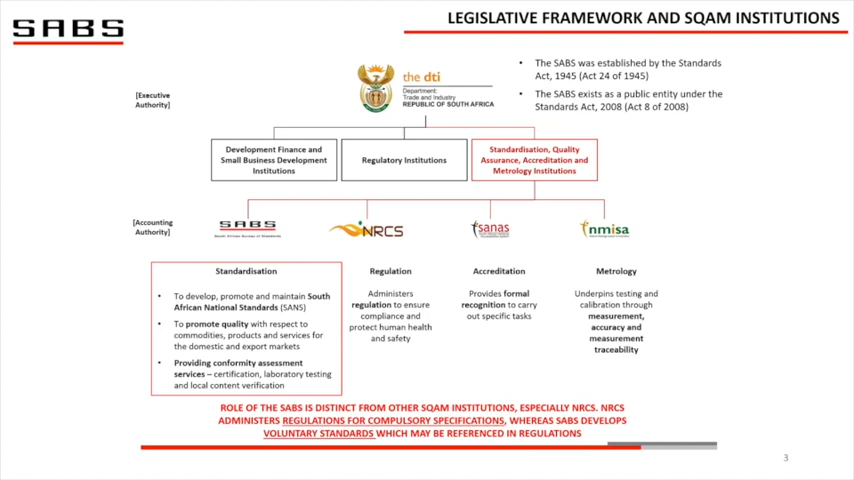 SABS
LEGISLATIVE FRAMEWORK AND SQAM INSTITUTIONS
[Executive
Authority]
the dti
Department:
Trade and Industry
REPUBLIC OF SOUTH AFRICA
• The SABS was established by the Standards
Act, 1945 (Act 24 of 1945)
• The SABS exists as a public entity under the
Standards Act, 2008 (Act 8 of 2008)
Development Finance and
Small Business Development
Institutions
Regulatory Institutions
Standardisation, Quality
Assurance, Accreditation and
Metrology Institutions
[Accounting
Authority]
SABS
South African Bureau of Standards
NRCS
sanas
nmisa
Standardisation
• To develop, promote and maintain South
African National Standards (SANS)
• To promote quality with respect to
commodities, products and services for
the domestic and export markets
• Providing conformity assessment
services – certification, laboratory testing
and local content verification
Regulation
Administers
regulation to ensure
compliance and
protect human health
and safety
Accreditation
Provides formal
recognition to carry
out specific tasks
Metrology
Underpins testing and
calibration through
measurement,
accuracy and
measurement
traceability
ROLE OF THE SABS IS DISTINCT FROM OTHER SQAM INSTITUTIONS, ESPECIALLY NRCS. NRCS
ADMINISTERS REGULATIONS FOR COMPULSORY SPECIFICATIONS, WHEREAS SABS DEVELOPS
VOLUNTARY STANDARDS WHICH MAY BE REFERENCED IN REGULATIONS
3